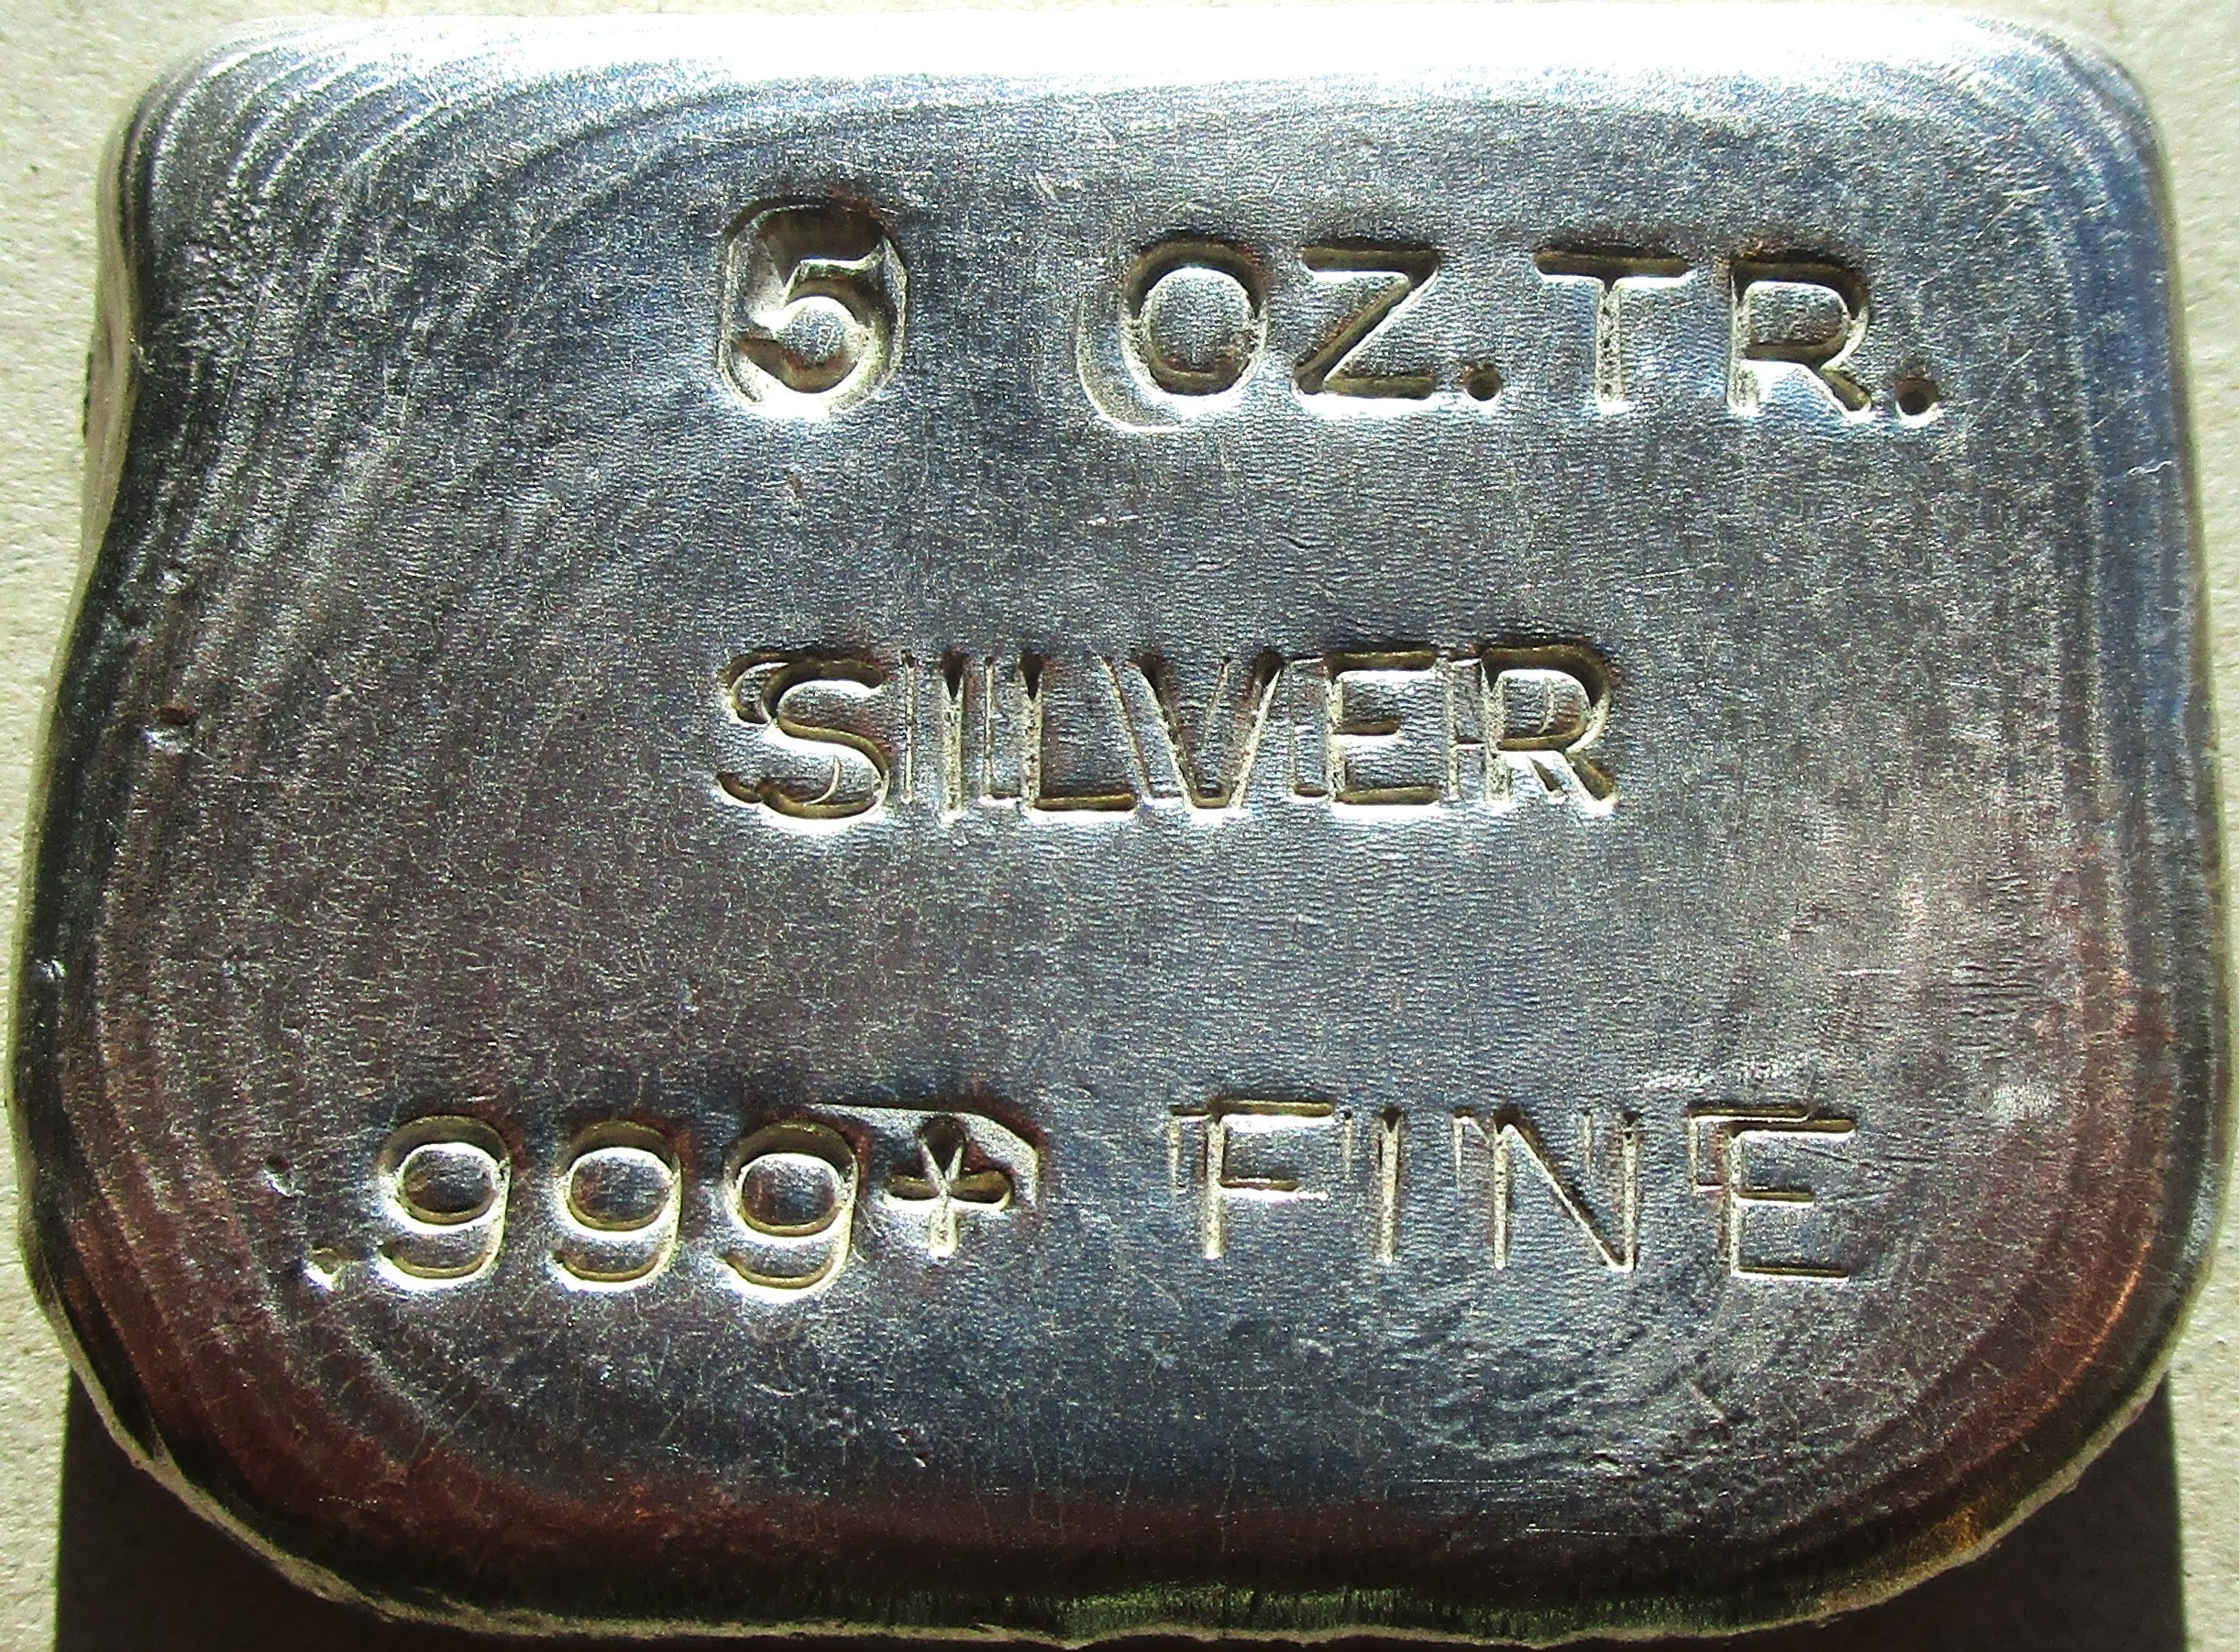 5 OZ.TR.
SILVER
.999+ FINE